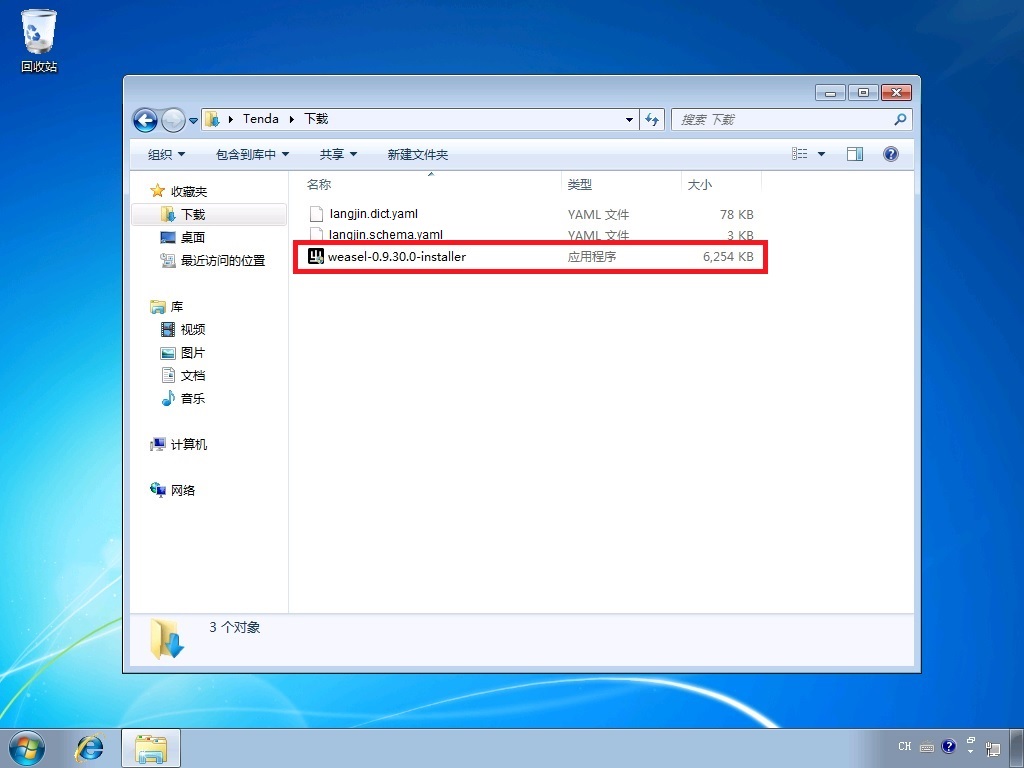 回收站
Tenda 下载
搜索 下载
组织 包含到库中 共享 新建文件夹
名称 类型 大小
收藏夹
下载
桌面
最近访问的位置
库
视频
图片
文档
音乐
计算机
网络
langjin.dict.yaml YAML 文件 78 KB
langjin.schema.yaml YAML 文件 3 KB
weasel-0.9.30.0-installer 应用程序 6,254 KB
3 个对象
CH